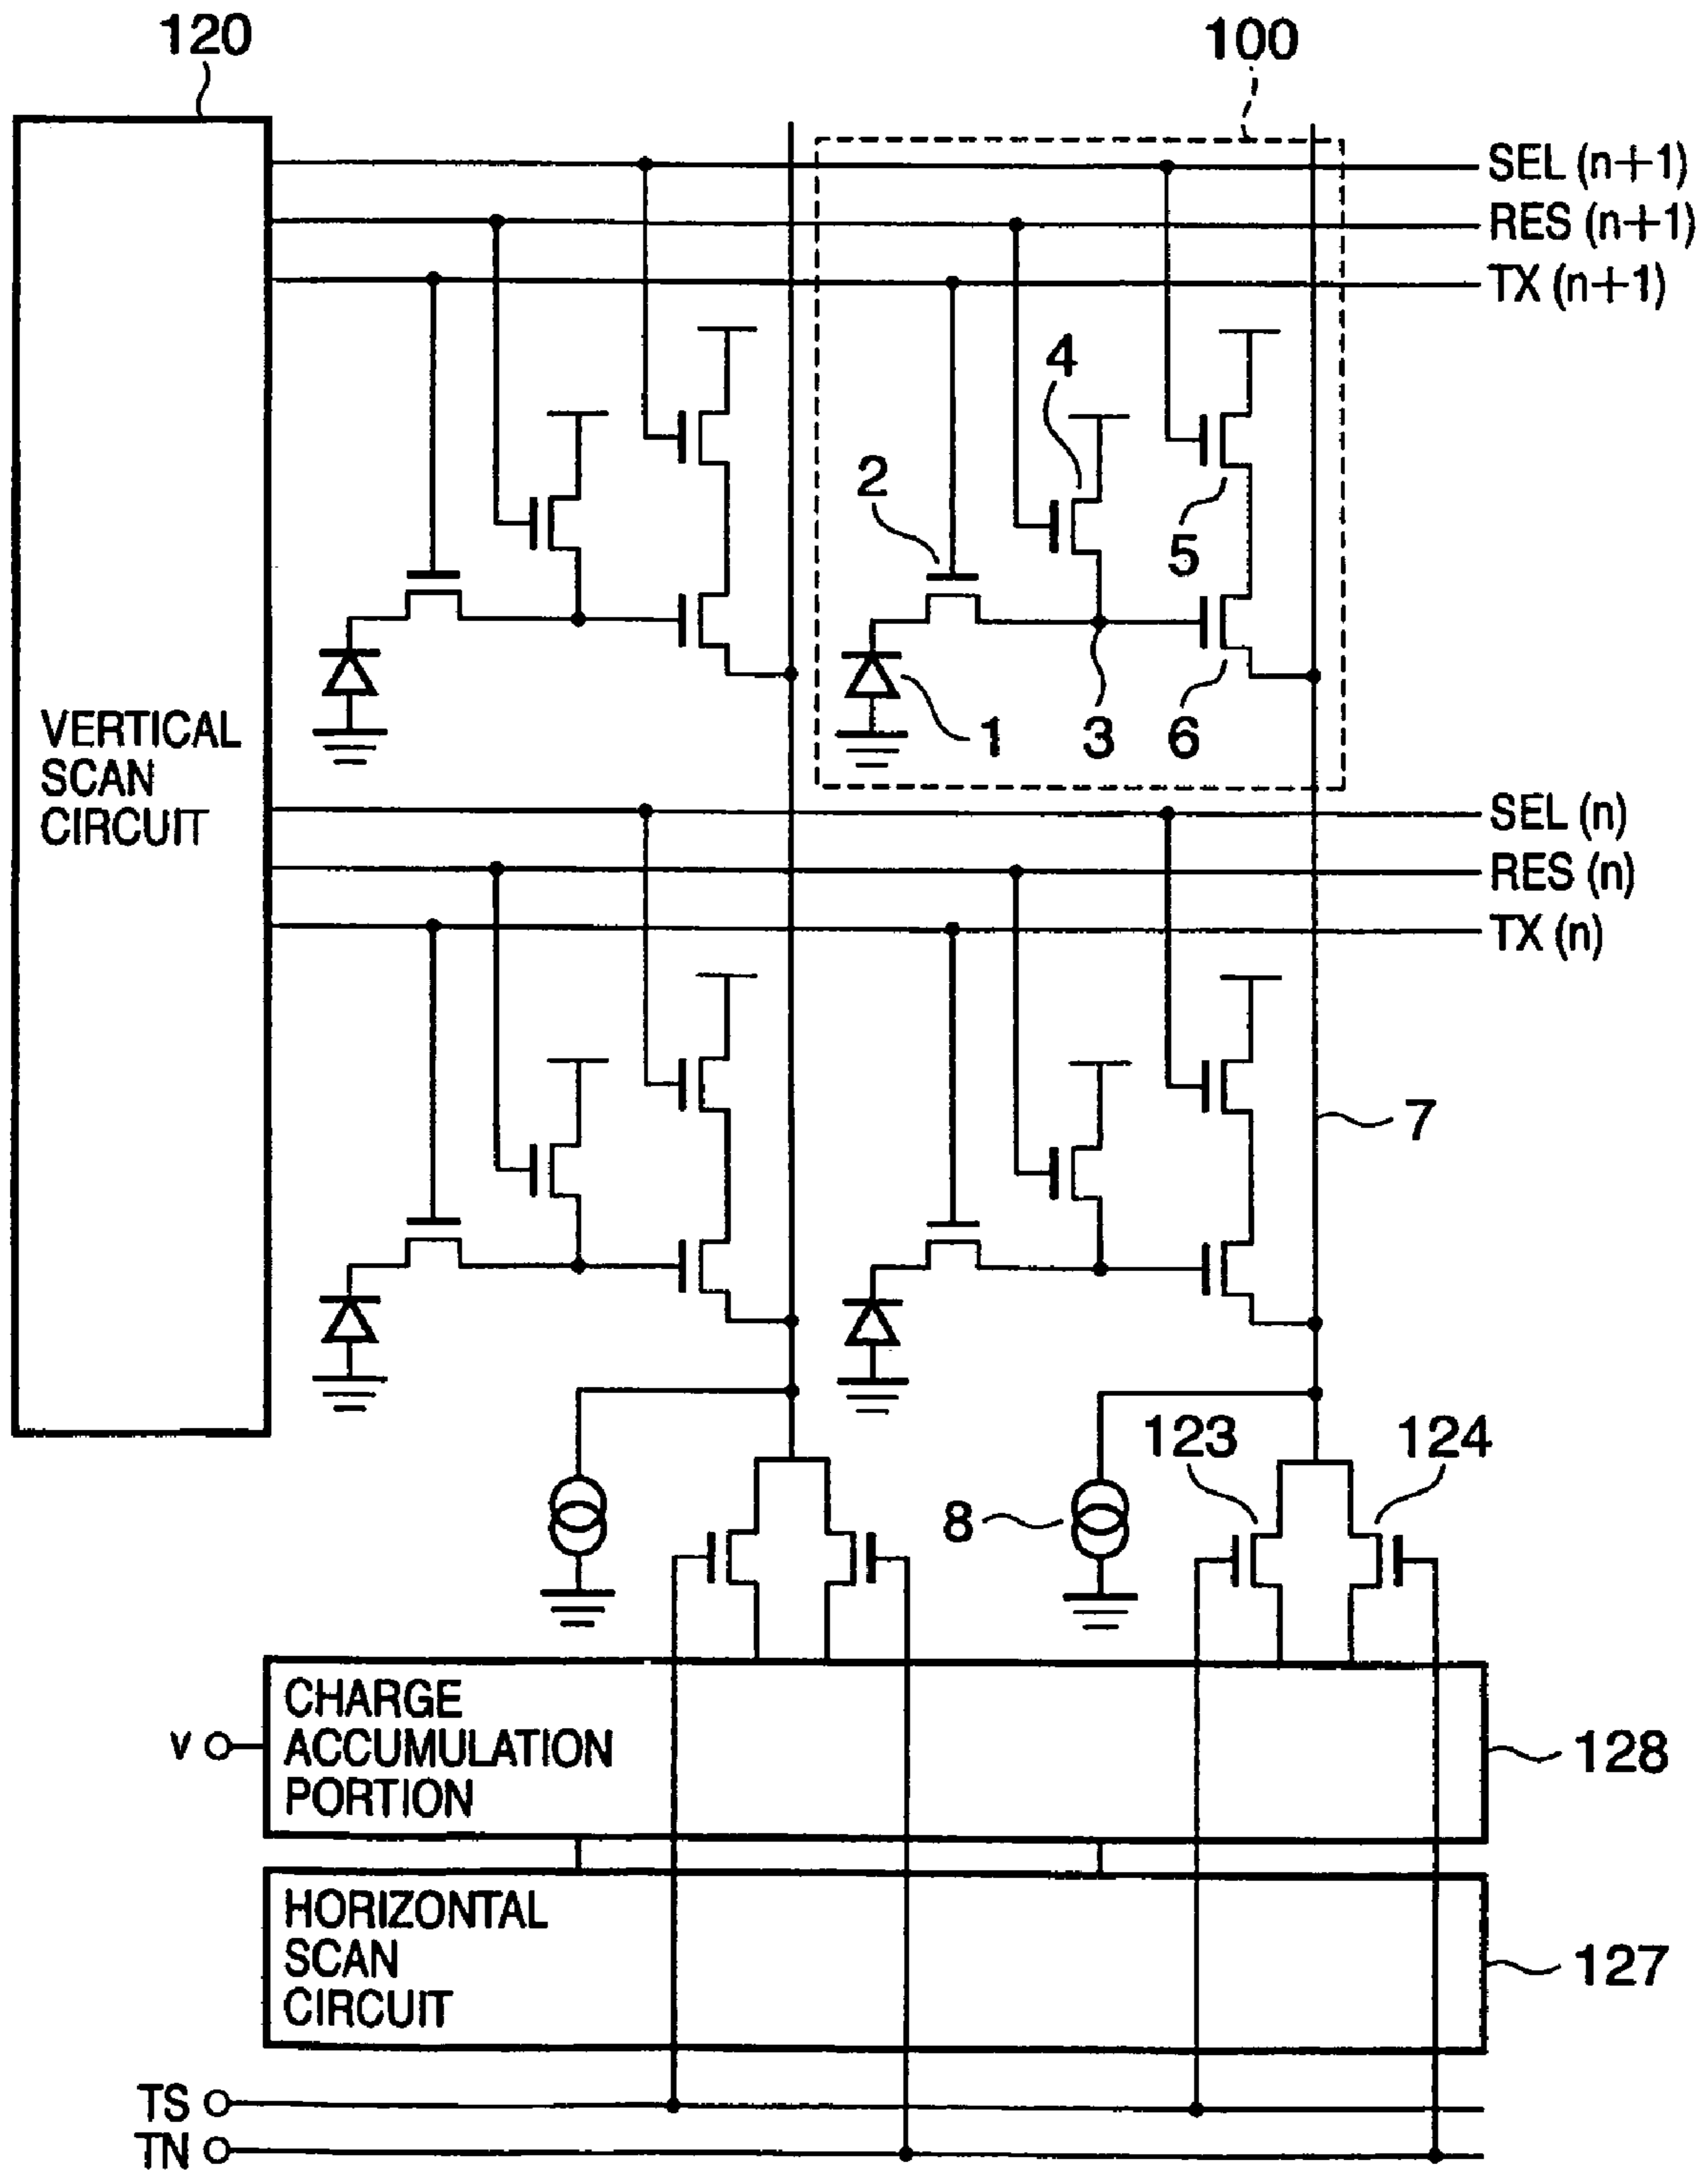 120
100
SEL (n+1)
RES (n+1)
TX (n+1)
4
2
5
1
3
6
VERTICAL
SCAN
CIRCUIT
SEL (n)
RES (n)
TX (n)
7
123
124
8
CHARGE
ACCUMULATION
PORTION
V
128
HORIZONTAL
SCAN
CIRCUIT
127
TS
TN